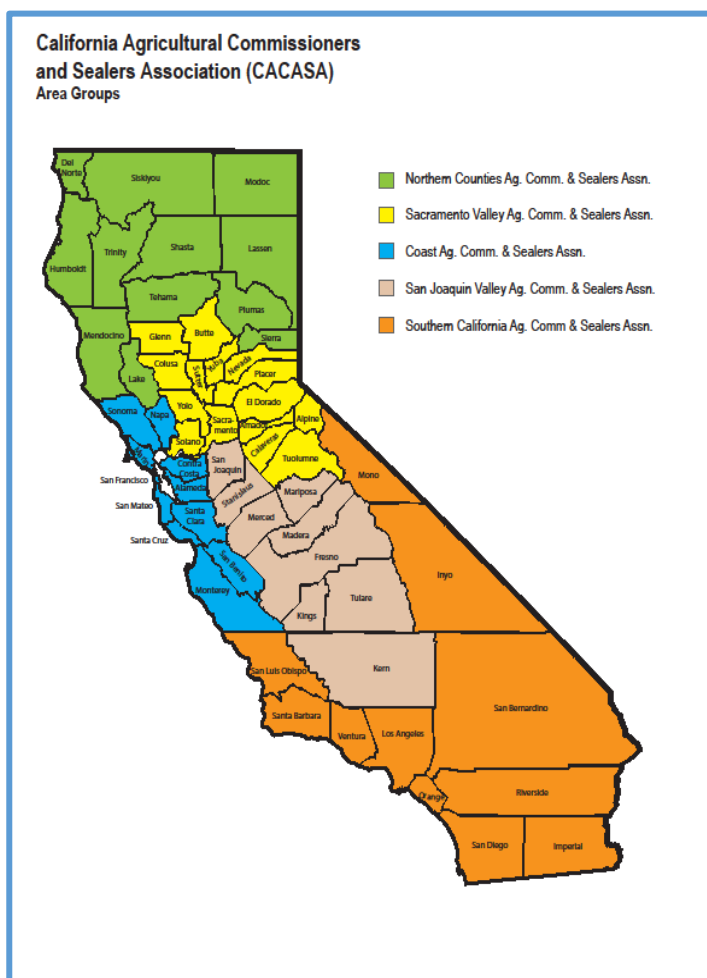 California Agricultural Commissioners
and Sealers Association (CACASA)
Area Groups
Del
Norte
Siskiyou
Modoc
Northern Counties Ag. Comm. & Sealers Assn.
Sacramento Valley Ag. Comm. & Sealers Assn.
Coast Ag. Comm. & Sealers Assn.
San Joaquin Valley Ag. Comm. & Sealers Assn.
Southern California Ag. Comm & Sealers Assn.
Humboldt
Trinity
Shasta
Lassen
Tehama
Plumas
Mendocino
Glenn
Butte
Sierra
Colusa
Sutter
Yuba
Nevada
Placer
Lake
Yolo
El Dorado
Sonoma
Napa
Sacra-
mento
Amador
Alpine
Solano
Calaveras
Tuolumne
Marin
Contra
Costa
San
Joaquin
Mono
San Francisco
Alameda
Stanislaus
Mariposa
San Mateo
Santa
Clara
Merced
Madera
Santa Cruz
San Benito
Fresno
Inyo
Monterey
Kings
Tulare
San Luis Obispo
Kern
San Bernardino
Santa Barbara
Ventura
Los Angeles
Orange
Riverside
San Diego
Imperial